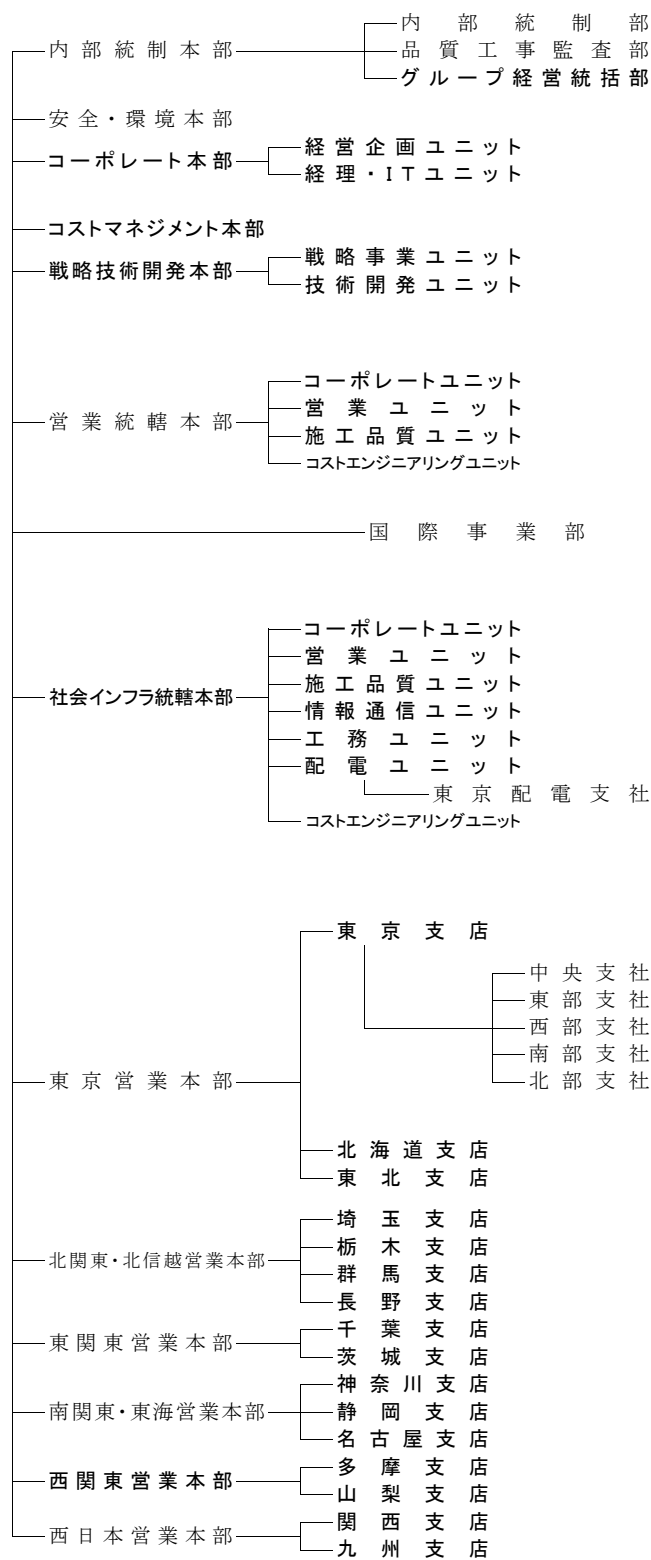 内部統制部
内部統制本部
品質工事監査部
グループ経営統括部
安全・環境本部
コーポレート本部
経営企画ユニット
経理・ITユニット
コストマネジメント本部
戦略技術開発本部
戦略事業ユニット
技術開発ユニット
営業統轄本部
コーポレートユニット
営業ユニット
施工品質ユニット
コストエンジニアリングユニット
国際事業部
社会インフラ統轄本部
コーポレートユニット
営業ユニット
施工品質ユニット
情報通信ユニット
工務ユニット
配電ユニット
東京配電支社
コストエンジニアリングユニット
東京営業本部
東京支店
中央支社
東部支社
西部支社
南部支社
北部支社
北海道支店
東北支店
北関東・北信越営業本部
埼玉支店
栃木支店
群馬支店
長野支店
東関東営業本部
千葉支店
茨城支店
南関東・東海営業本部
神奈川支店
静岡支店
名古屋支店
西関東営業本部
多摩支店
山梨支店
西日本営業本部
関西支店
九州支店